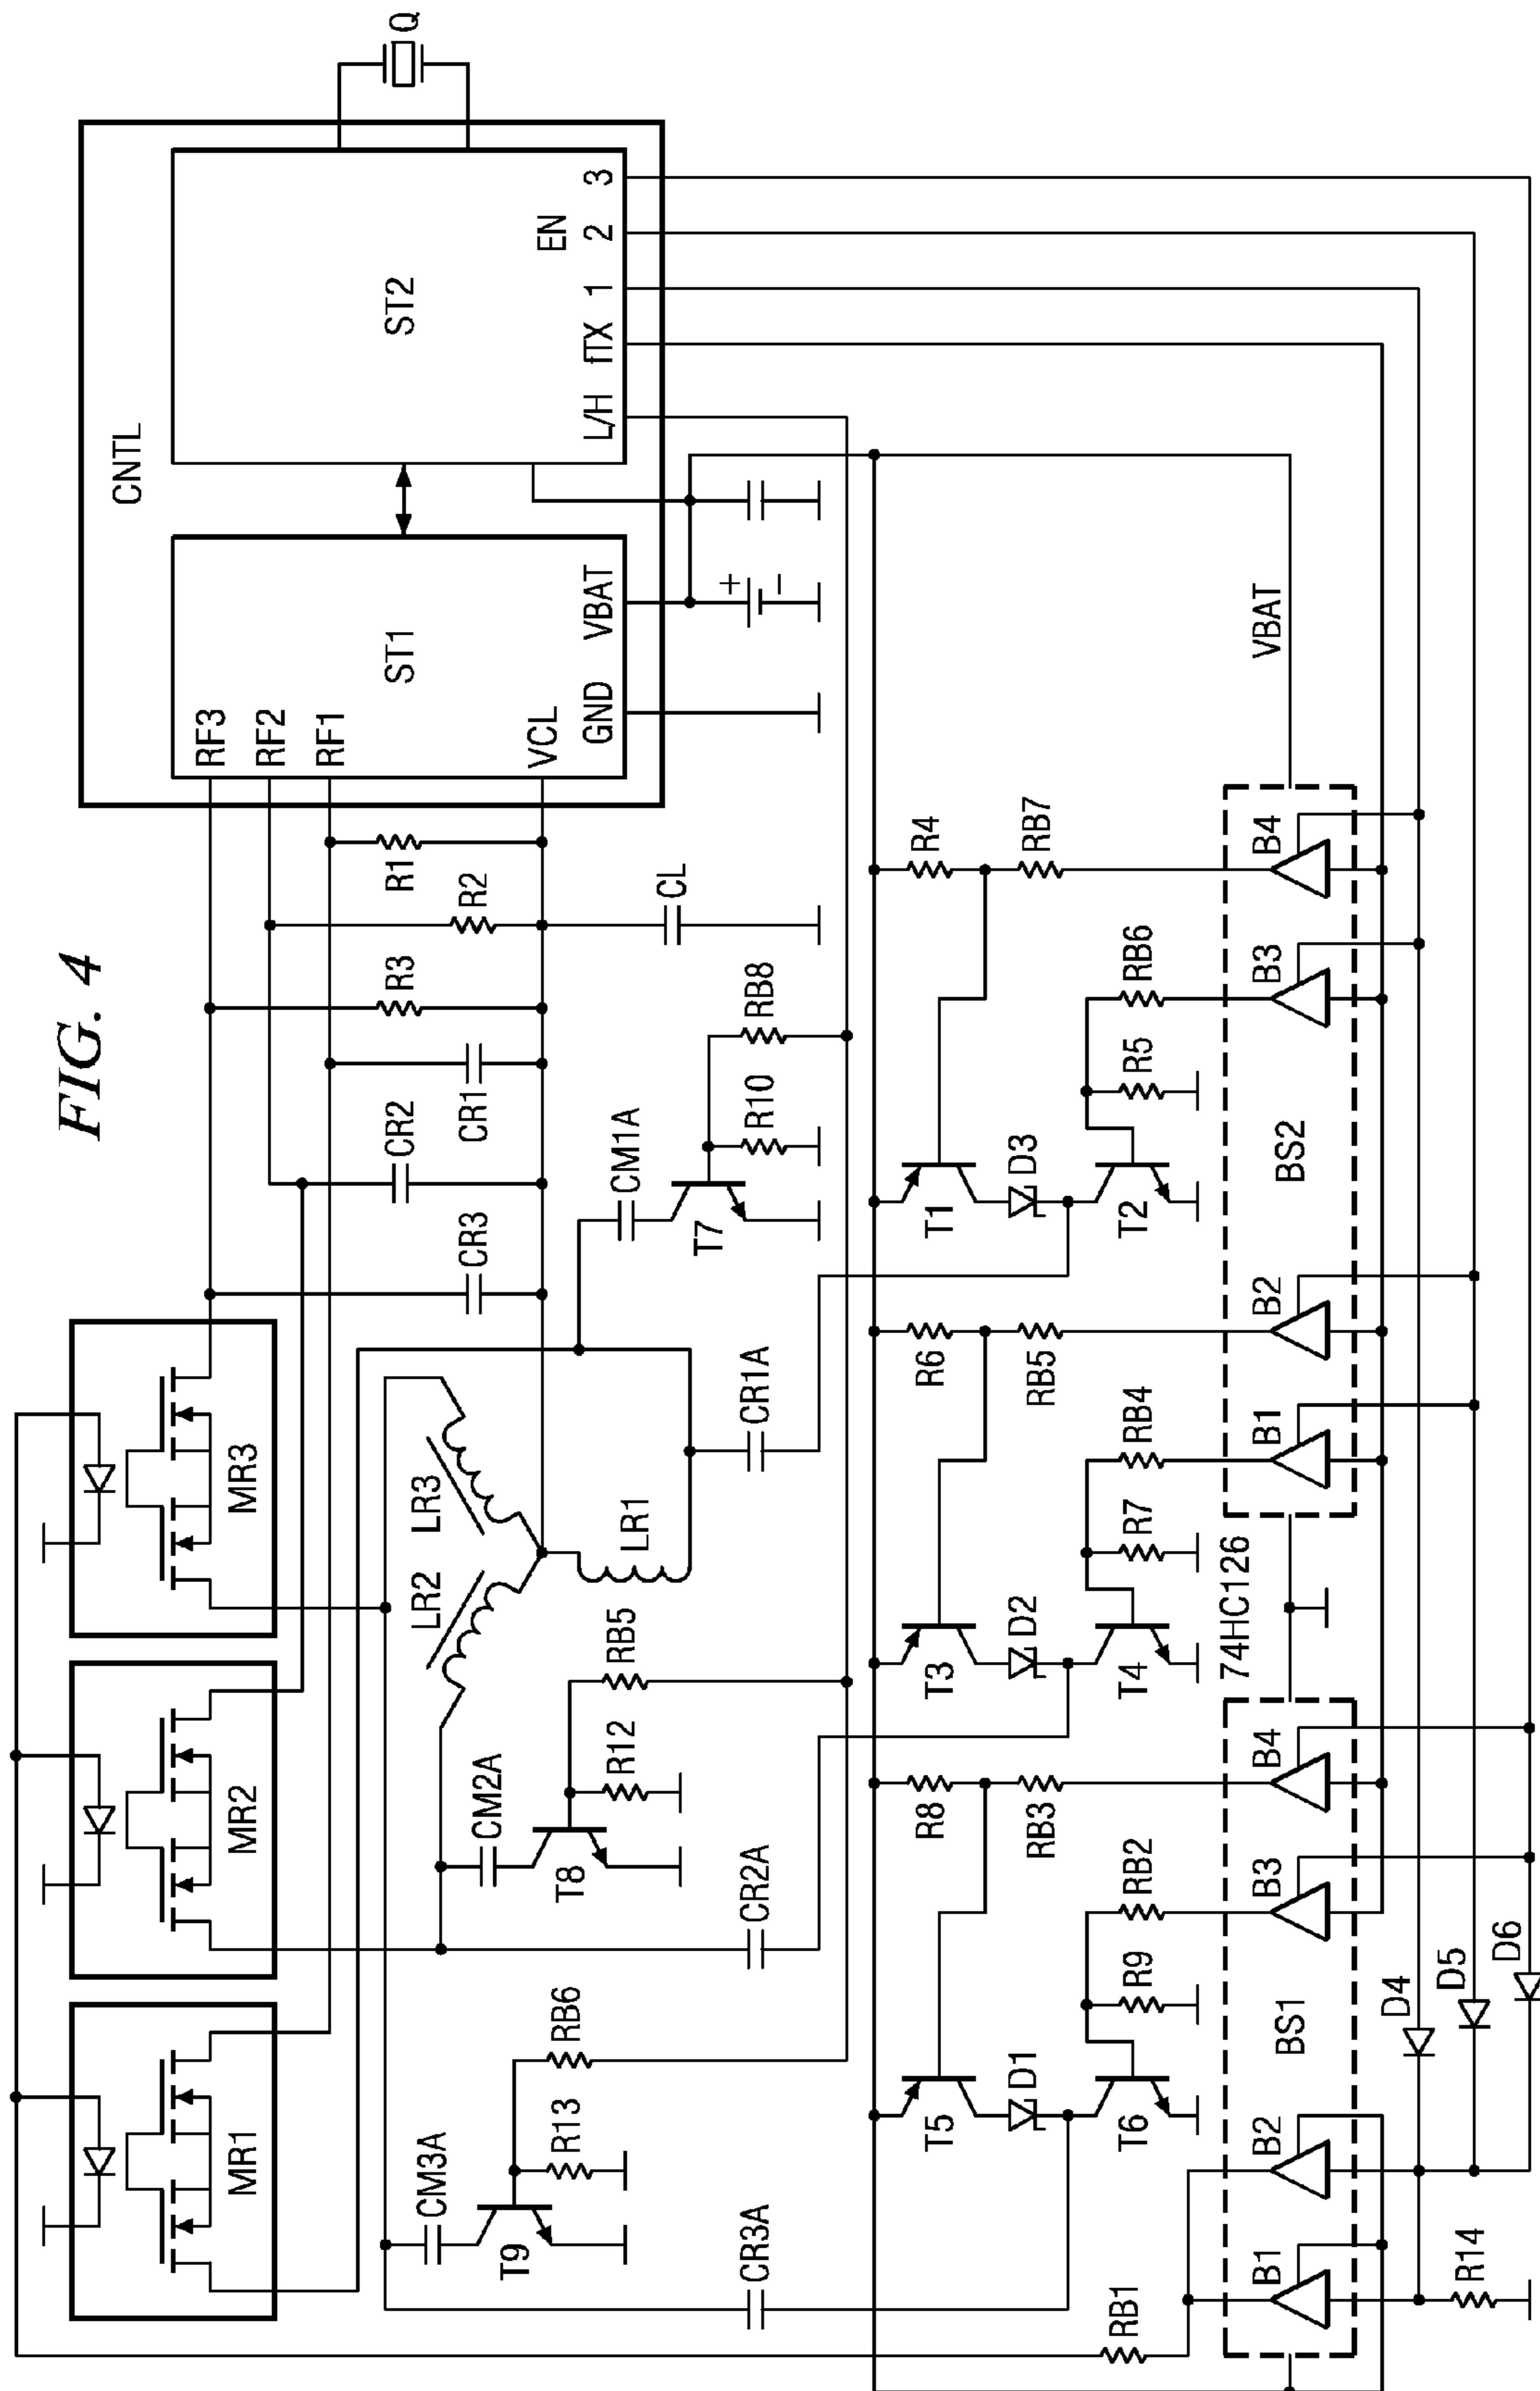 FIG. 4
CNTL
Q
ST2
EN
L/H
fTX
1
2
3
ST1
RF3
RF2
RF1
VCL
GND
VBAT
+
−
R1
R2
R3
CL
CR1
CR2
CR3
MR3
MR2
MR1
LR3
LR2
LR1
CM1A
T7
R10
RB8
CR1A
CM2A
T8
R12
RB5
CR2A
CM3A
T9
R13
RB6
CR3A
VBAT
R4
RB7
T1
D3
T2
R5
RB6
R6
RB5
T3
D2
T4
R7
RB4
R8
RB3
T5
D1
T6
R9
RB2
RB1
BS2
B4
B3
B2
B1
74HC126
BS1
B4
B3
B2
B1
D4
D5
D6
R14